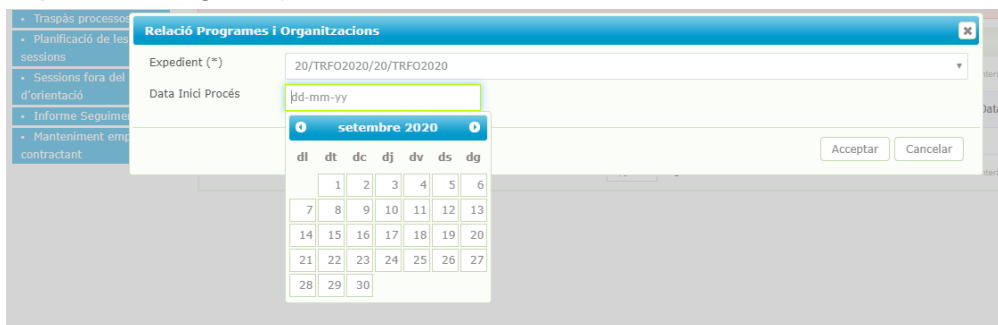 • Traspàs processos
• Planificació de les
sessions
• Sessions fora del
d'orientació
• Informe
• Manteniment
contractant
Relació Programes i Organitzacions
Expedient (*)
20/TRFO2020/20/TRFO2020
Data Inici Procés
dd-mm-yy
setembre 2020
dl dt dc dj dv ds dg
1 2 3 4 5 6
7 8 9 10 11 12 13
14 15 16 17 18 19 20
21 22 23 24 25 26 27
28 29 30
Acceptar Cancelar